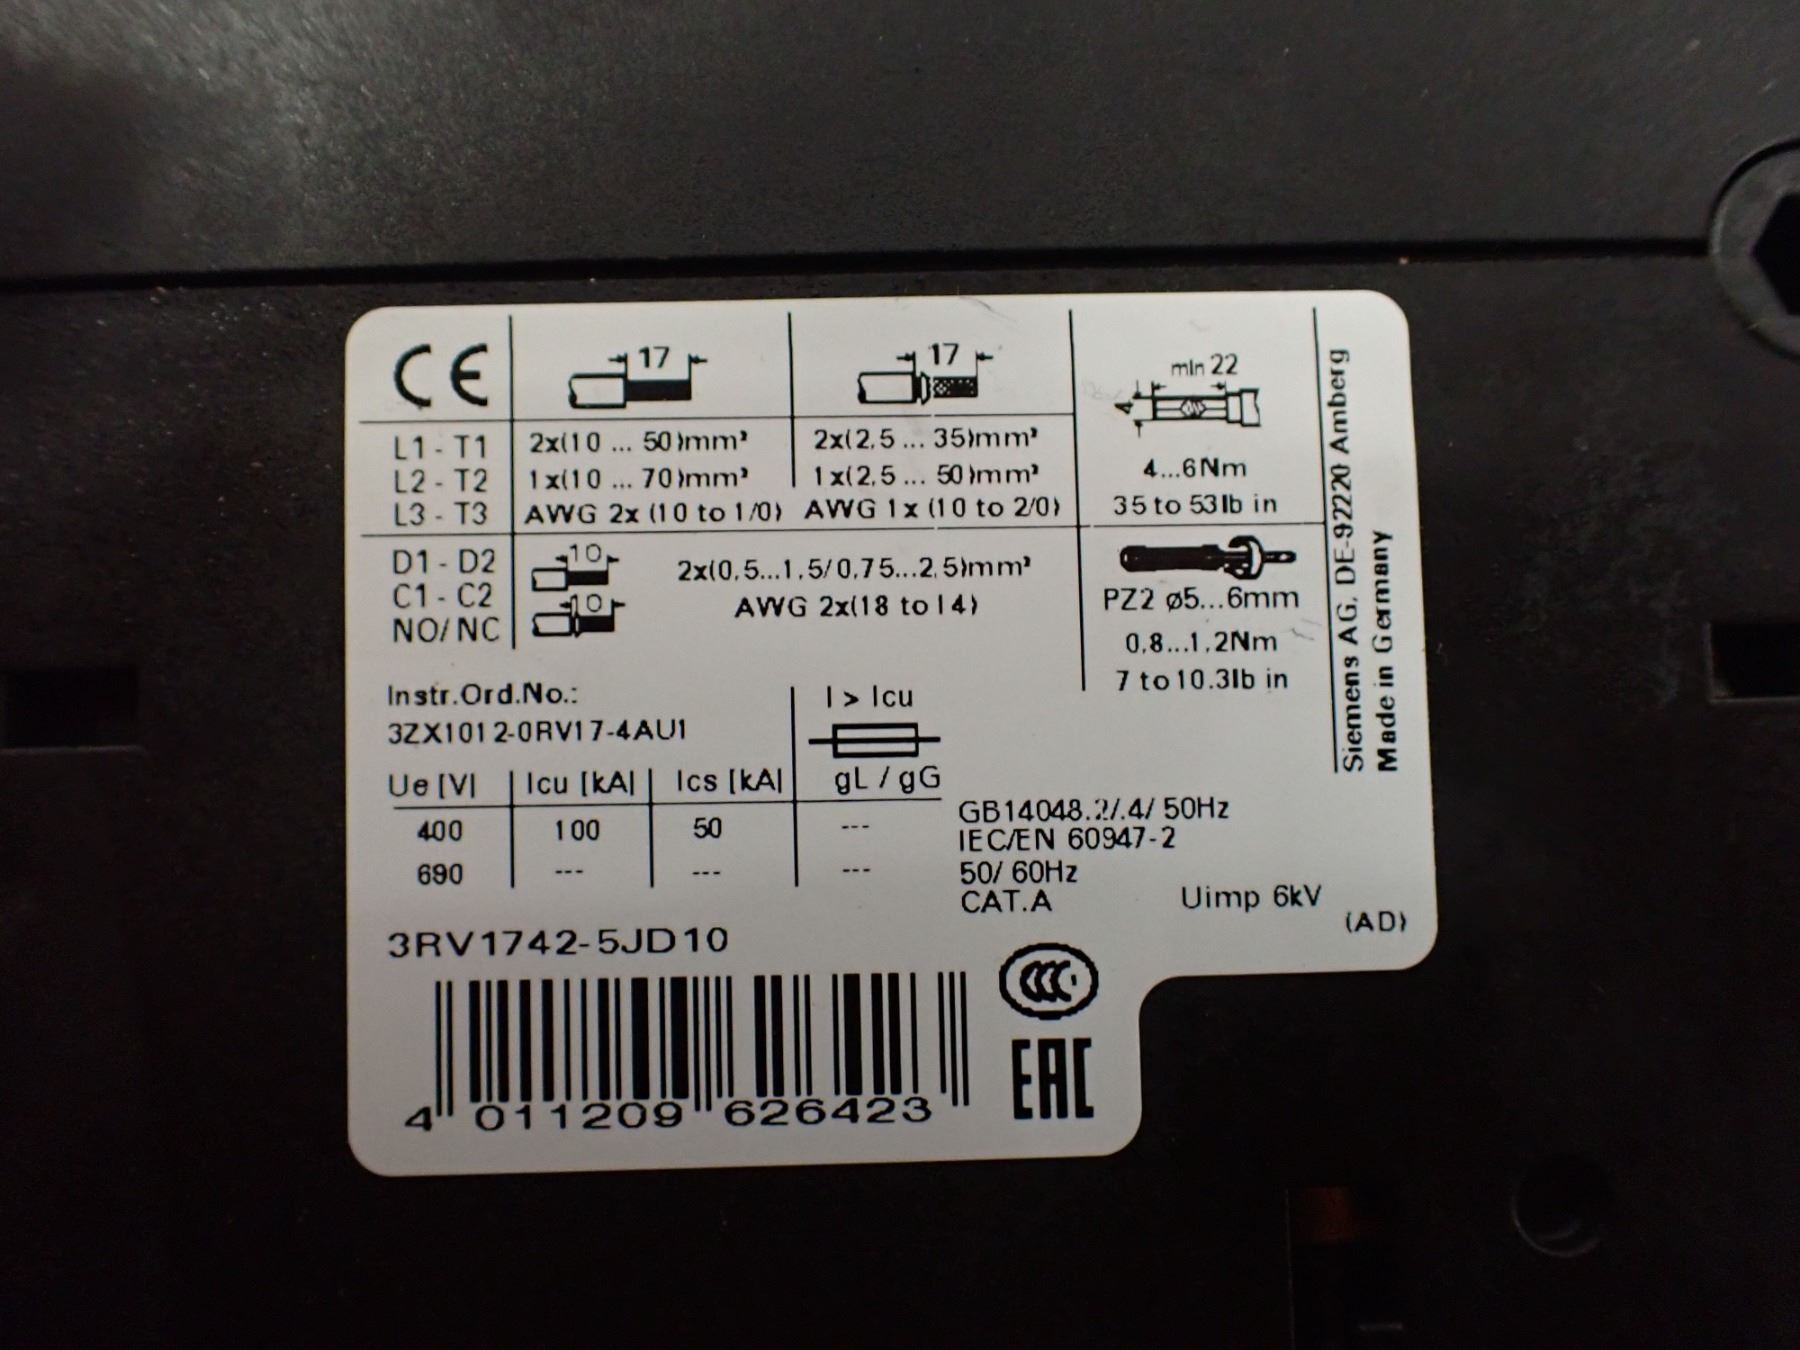 CE
17
17
mIn 22
4
L1 - T1
2x(10 ... 50)mm²
2x(2,5 ... 35)mm²
L2 - T2
1x(10 ... 70)mm²
1x(2,5 ... 50)mm²
4...6Nm
L3 - T3
AWG 2x (10 to 1/0)
AWG 1x (10 to 2/0)
35 to 53lb in
D1 - D2
10
2x(0,5...1,5/0,75...2,5)mm²
C1 - C2
10
AWG 2x(18 to 14)
PZ2 ø5...6mm
NO/NC
0,8...1,2Nm
7 to 10.3lb in
Siemens AG, DE-92220 Amberg
Made in Germany
Instr.Ord.No.:
3ZX1012-0RV17-4AU1
I > Icu
Ue [V] Icu [kA] Ics [kA] gL / gG
400 100 50 ---
690 --- --- ---
GB14048.2/.4/ 50Hz
IEC/EN 60947-2
50/ 60Hz
CAT.A
Uimp 6kV
(AD)
3RV1742-5JD10
CCC
EAC
4 011209 626423